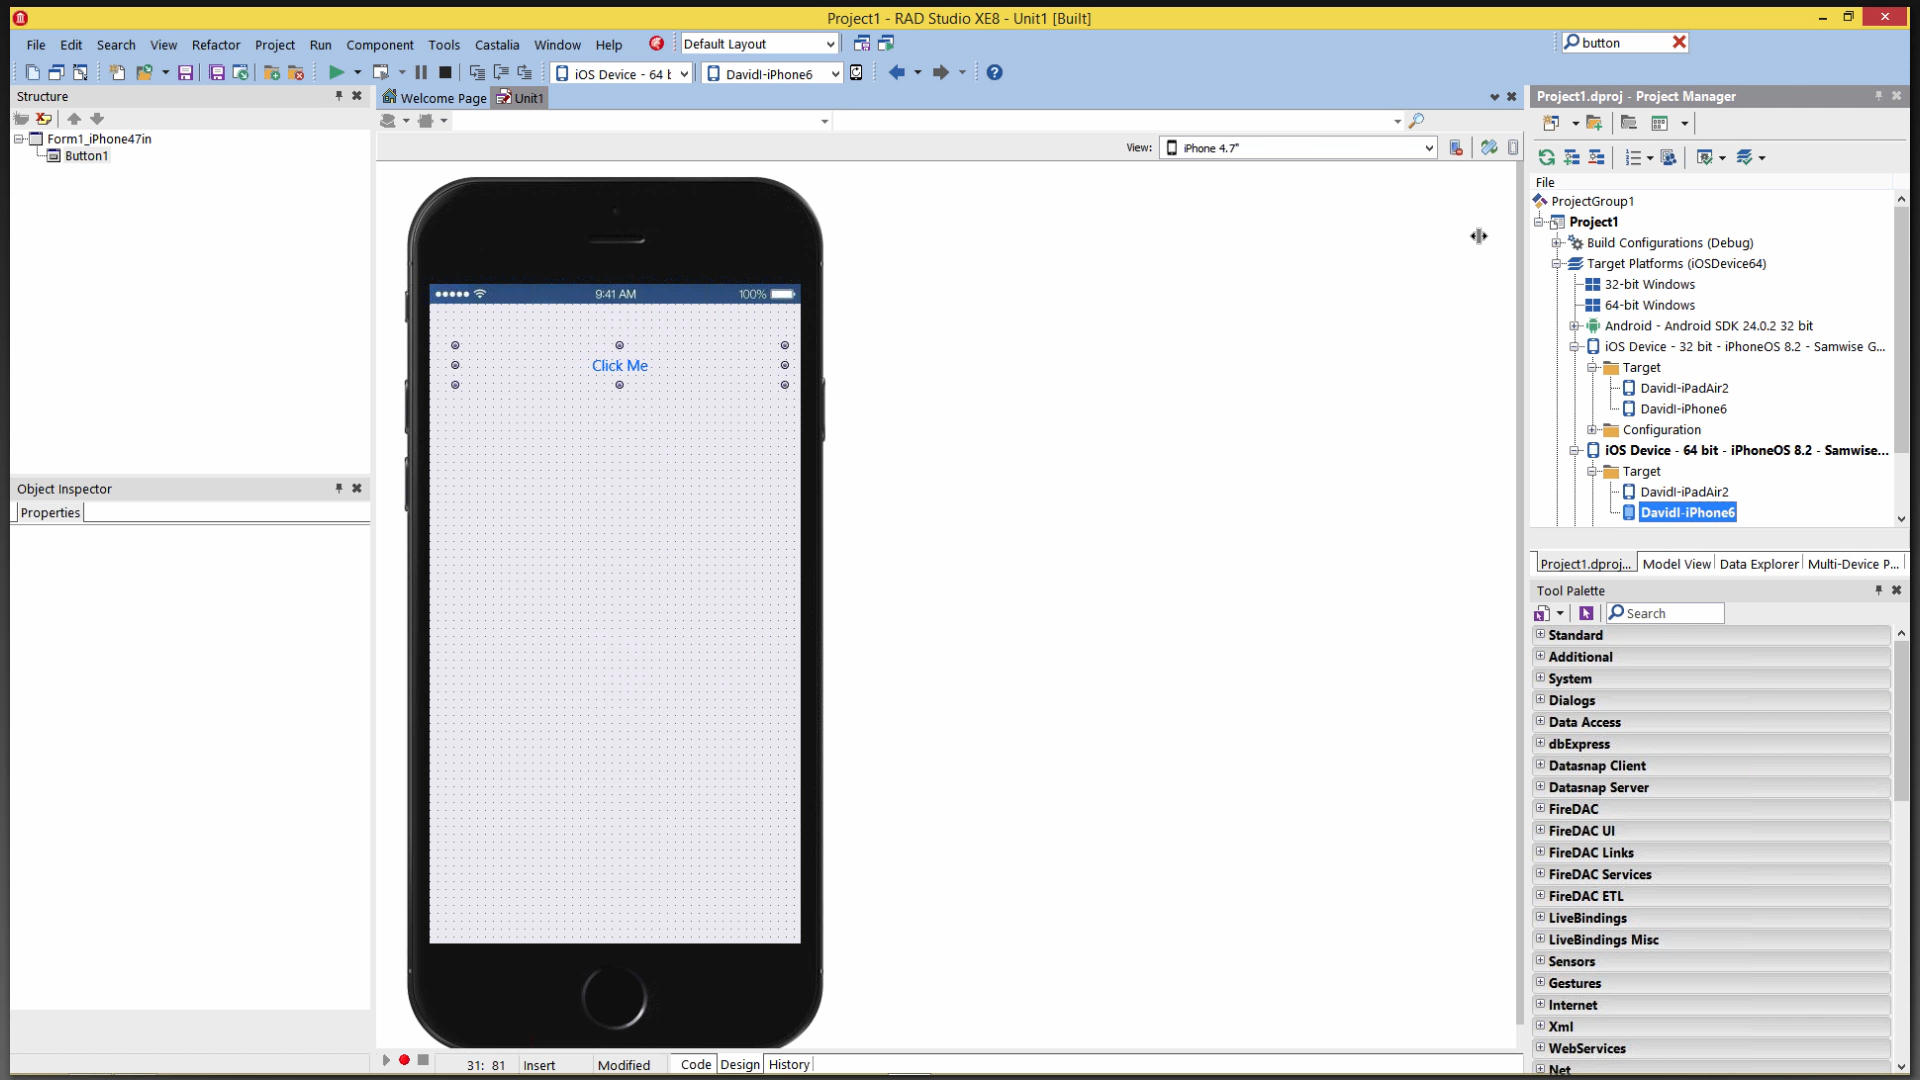 Project1 - RAD Studio XE8 - Unit1 [Built]
File Edit Search View Refactor Project Run Component Tools Castalia Window Help
Default Layout
button
iOS Device - 64 b
DavidI-iPhone6
Structure
Form1_iPhone47in
Button1
Object Inspector
Properties
Welcome Page
Unit1
View:
iPhone 4.7"
9:41 AM
100%
Click Me
31: 81
Insert
Modified
Code
Design
History
Project1.dproj - Project Manager
File
ProjectGroup1
Project1
Build Configurations (Debug)
Target Platforms (iOSDevice64)
32-bit Windows
64-bit Windows
Android - Android SDK 24.0.2 32 bit
iOS Device - 32 bit - iPhoneOS 8.2 - Samwise G...
Target
DavidI-iPadAir2
DavidI-iPhone6
Configuration
iOS Device - 64 bit - iPhoneOS 8.2 - Samwise...
Target
DavidI-iPadAir2
DavidI-iPhone6
Project1.dproj...
Model View
Data Explorer
Multi-Device P...
Tool Palette
Search
Standard
Additional
System
Dialogs
Data Access
dbExpress
Datasnap Client
Datasnap Server
FireDAC
FireDAC UI
FireDAC Links
FireDAC Services
FireDAC ETL
LiveBindings
LiveBindings Misc
Sensors
Gestures
Internet
Xml
WebServices
Net